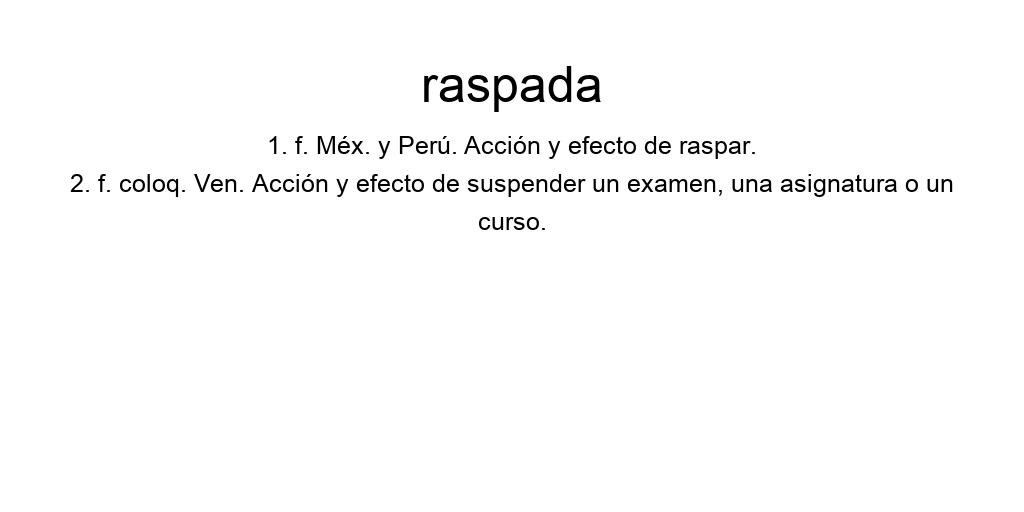 raspada
1. f. Méx. y Perú. Acción y efecto de raspar.
2. f. coloq. Ven. Acción y efecto de suspender un examen, una asignatura o un
curso.